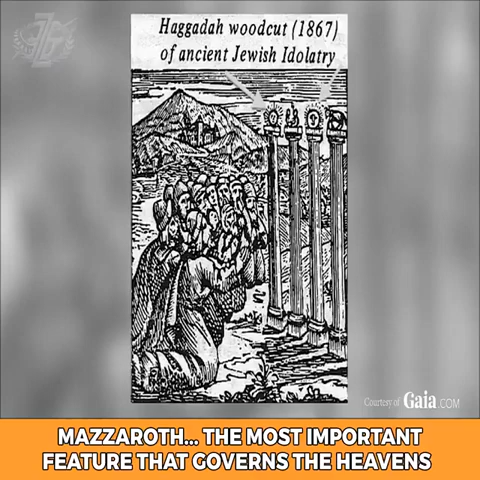 Haggadah woodcut (1867)
of ancient Jewish Idolatry
Courtesy of Gaia.COM
MAZZAROTH... THE MOST IMPORTANT
FEATURE THAT GOVERNS THE HEAVENS